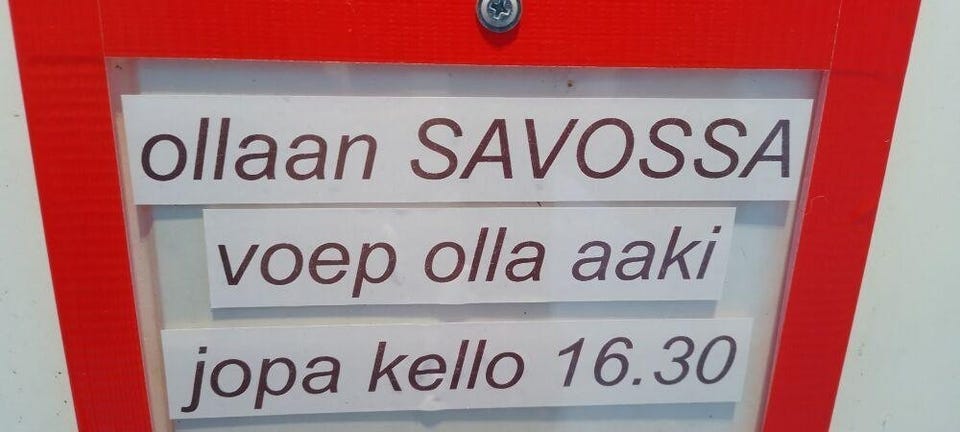 ollaan SAVOSSA
voep olla aaki
jopa kello 16.30